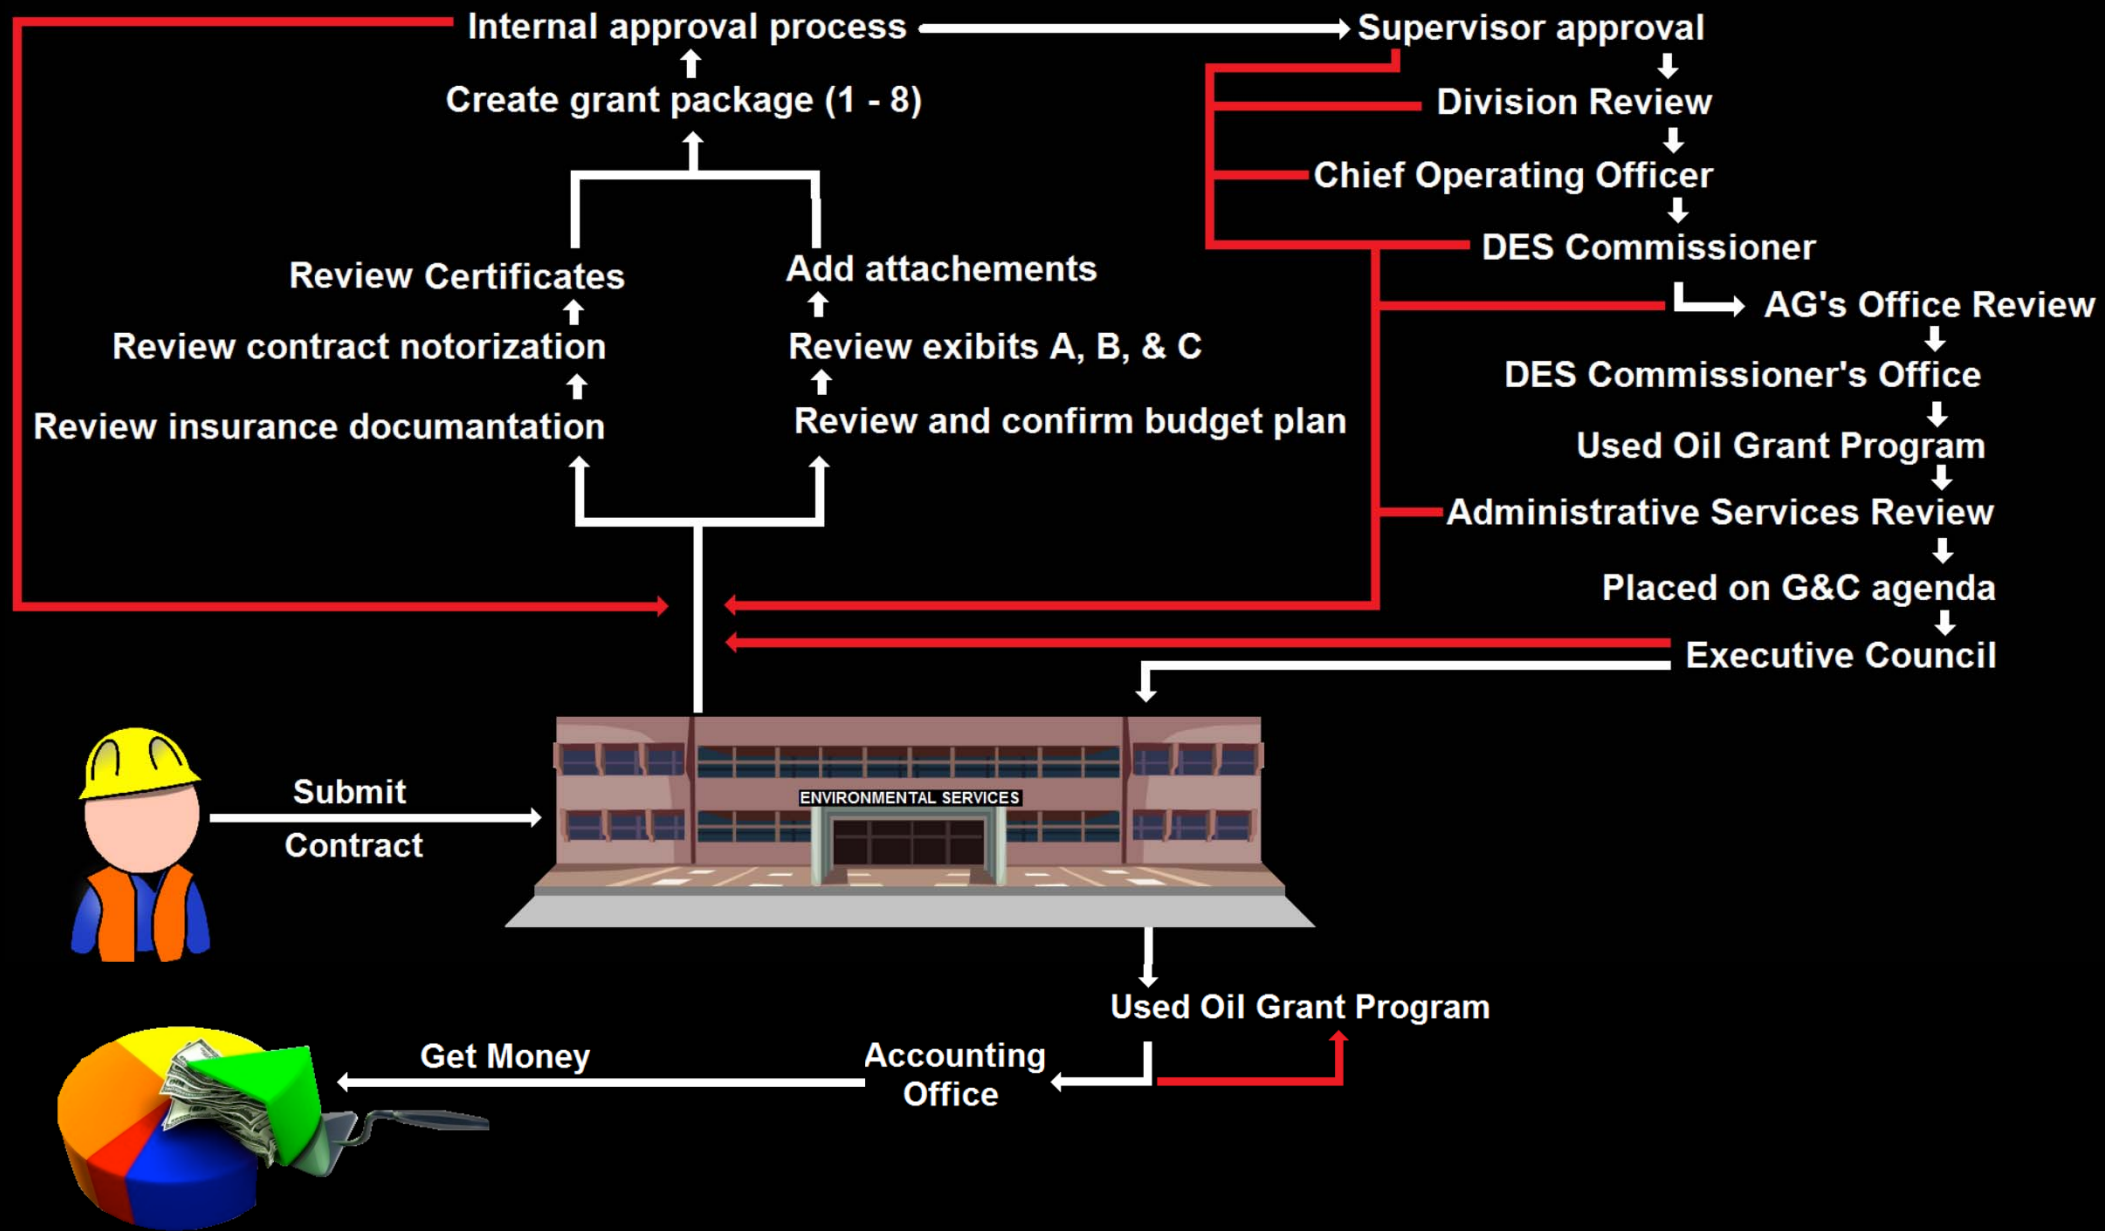 Internal approval process
Supervisor approval
Create grant package (1 - 8)
Division Review
Chief Operating Officer
DES Commissioner
Review Certificates
Add attachements
AG's Office Review
Review contract notorization
Review exibits A, B, & C
DES Commissioner's Office
Review insurance documantation
Review and confirm budget plan
Used Oil Grant Program
Administrative Services Review
Placed on G&C agenda
Executive Council
Submit
Contract
ENVIRONMENTAL SERVICES
Used Oil Grant Program
Get Money
Accounting
Office